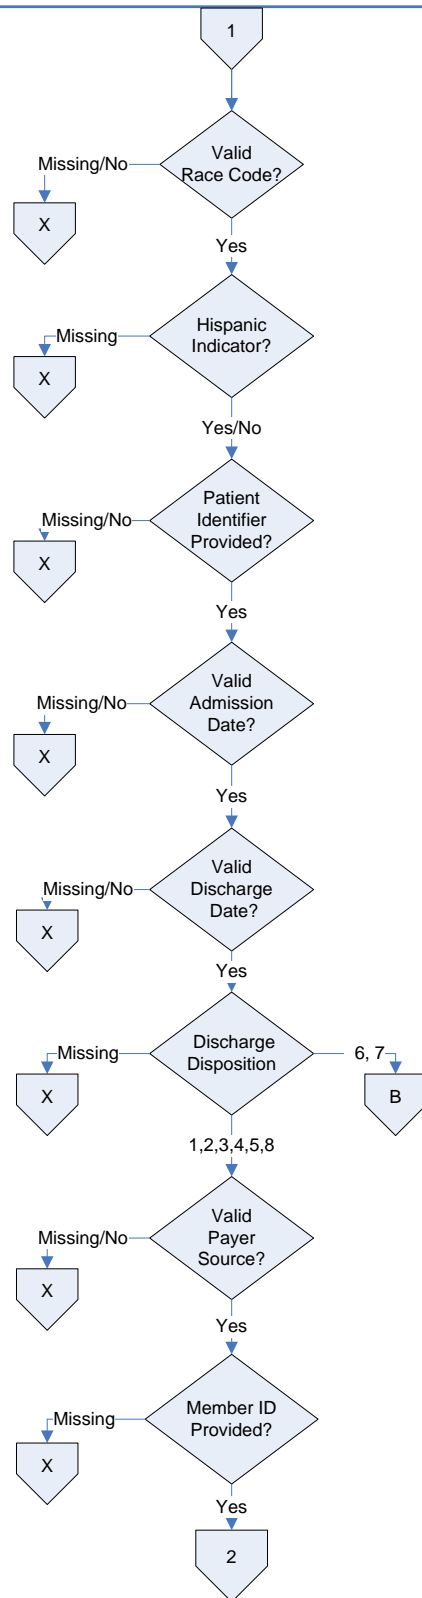 1
Valid
Race Code?
Missing/No
X
Yes
Hispanic
Indicator?
Missing
X
Yes/No
Patient
Identifier
Provided?
Missing/No
X
Yes
Valid
Admission
Date?
Missing/No
X
Yes
Valid
Discharge
Date?
Missing/No
X
Yes
Discharge
Disposition
Missing
6, 7
X
B
1,2,3,4,5,8
Valid
Payer
Source?
Missing/No
X
Yes
Member ID
Provided?
Missing
X
Yes
2